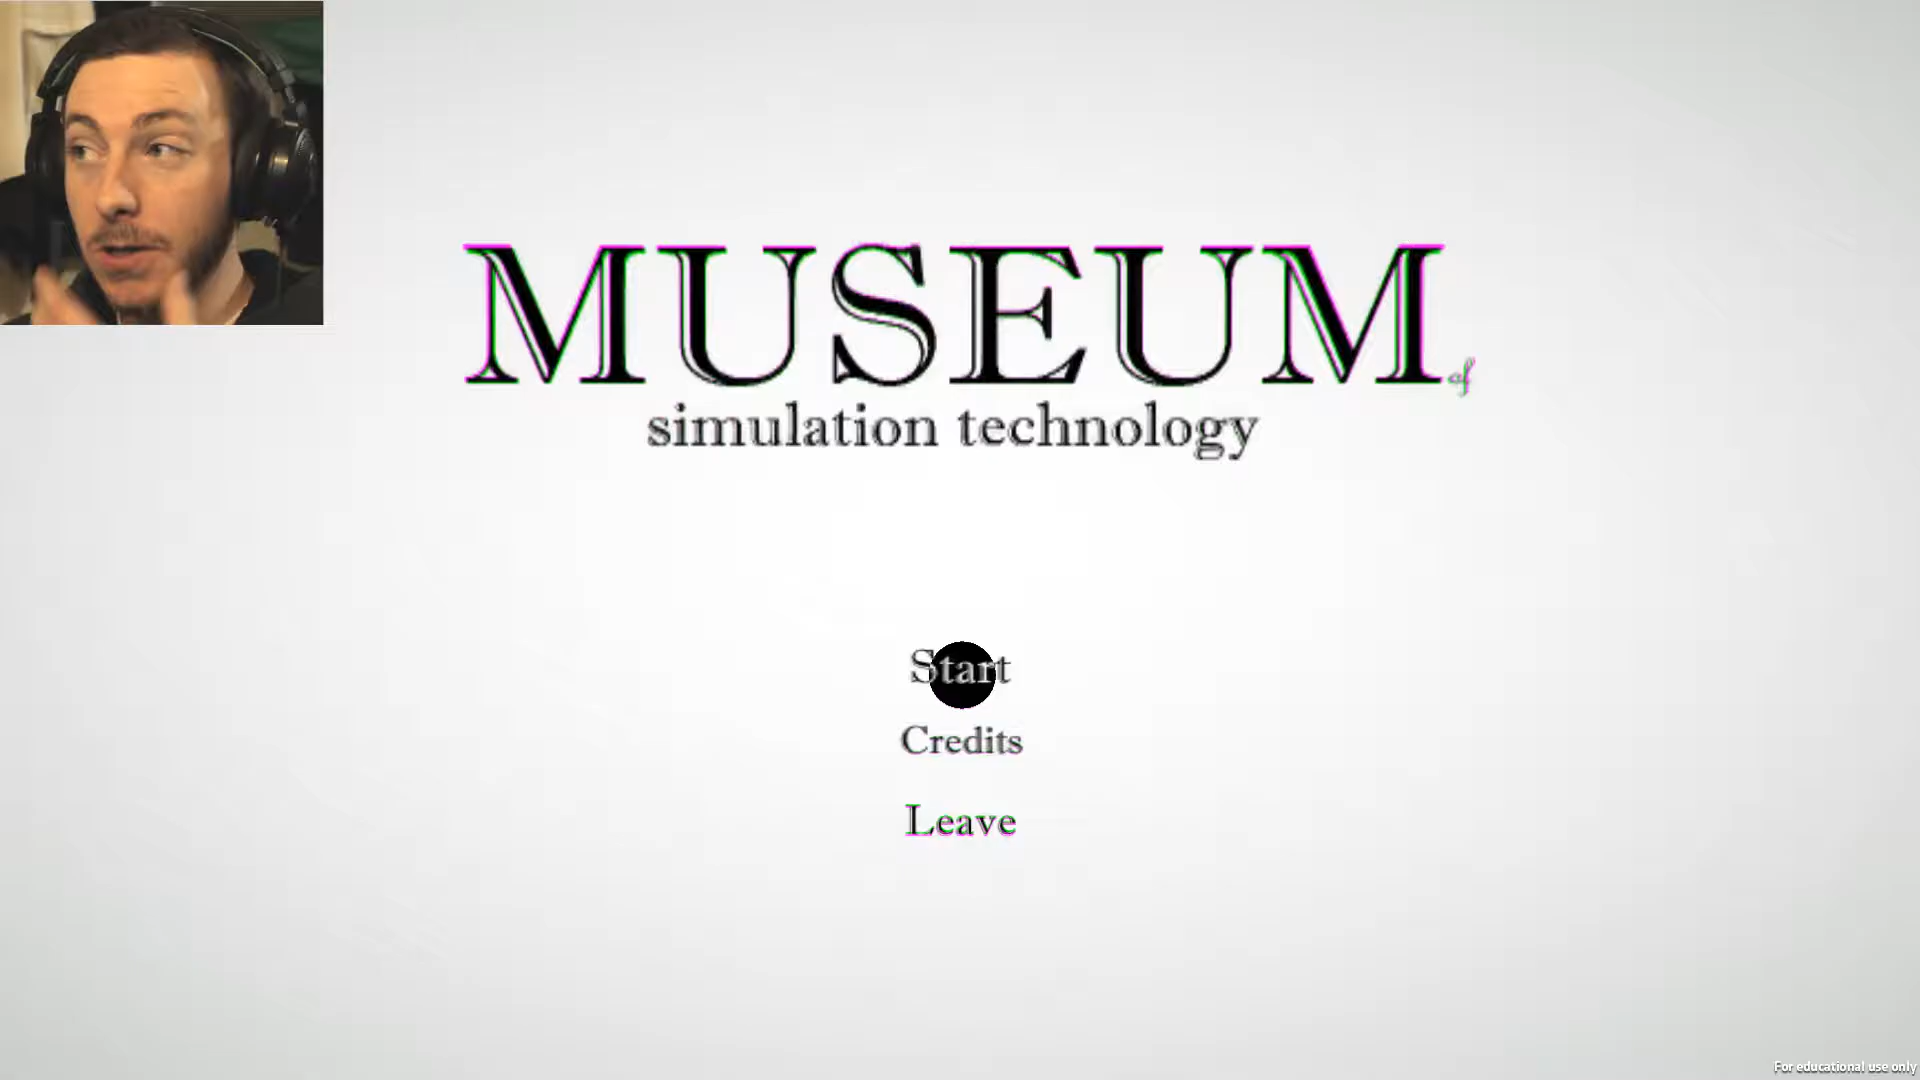 MUSEUM of
simulation technology
Start
Credits
Leave
For educational use only